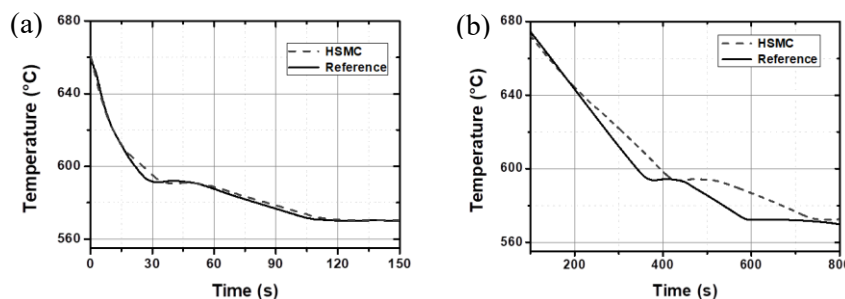 (a)
680
640
600
560
Temperature (°C)
HSMC
Reference
0 30 60 90 120 150
Time (s)
(b)
680
640
600
560
Temperature (°C)
HSMC
Reference
200 400 600 800
Time (s)